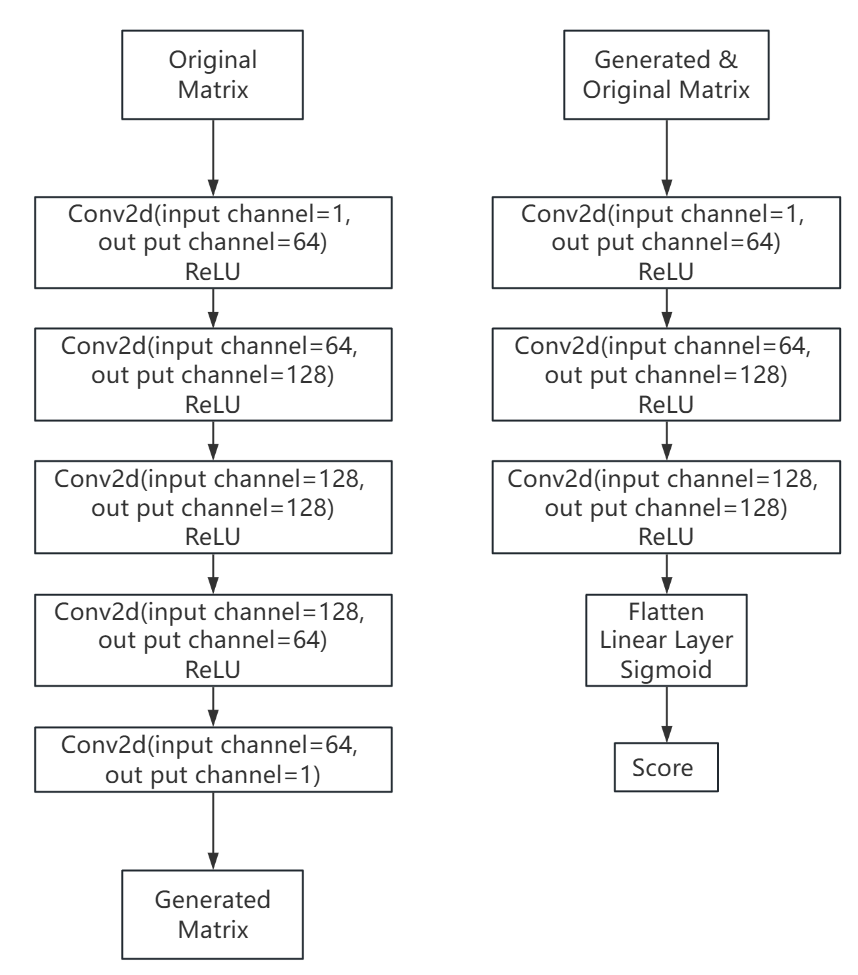 Original
Matrix
Conv2d(input channel=1,
out put channel=64)
ReLU
Conv2d(input channel=64,
out put channel=128)
ReLU
Conv2d(input channel=128,
out put channel=128)
ReLU
Conv2d(input channel=128,
out put channel=64)
ReLU
Conv2d(input channel=64,
out put channel=1)
Generated
Matrix
Generated &
Original Matrix
Conv2d(input channel=1,
out put channel=64)
ReLU
Conv2d(input channel=64,
out put channel=128)
ReLU
Conv2d(input channel=128,
out put channel=128)
ReLU
Flatten
Linear Layer
Sigmoid
Score